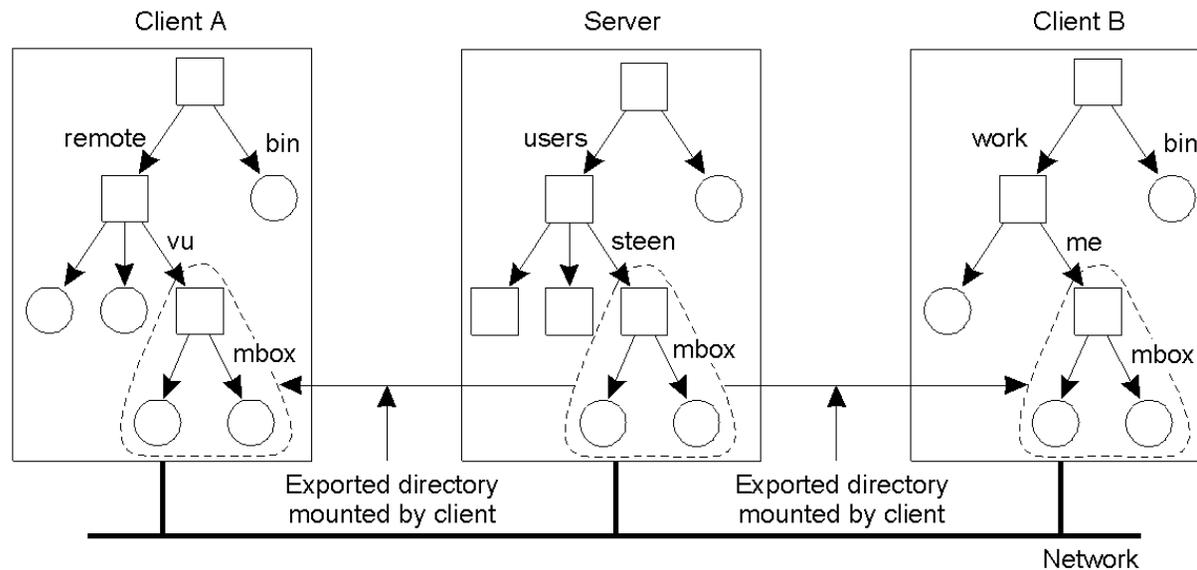 Client A
Server
Client B
remote
bin
users
work
bin
vu
steen
me
mbox
mbox
mbox
Exported directory
mounted by client
Exported directory
mounted by client
Network